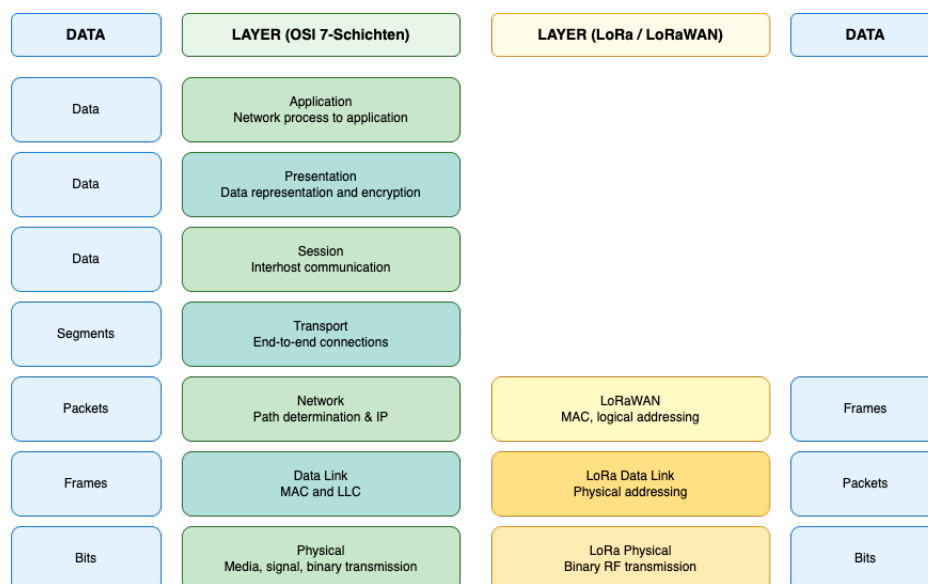 DATA
LAYER (OSI 7-Schichten)
LAYER (LoRa / LoRaWAN)
DATA
Data
Application
Network process to application
Data
Presentation
Data representation and encryption
Data
Session
Interhost communication
Segments
Transport
End-to-end connections
Packets
Network
Path determination & IP
LoRaWAN
MAC, logical addressing
Frames
Frames
Data Link
MAC and LLC
LoRa Data Link
Physical addressing
Packets
Bits
Physical
Media, signal, binary transmission
LoRa Physical
Binary RF transmission
Bits